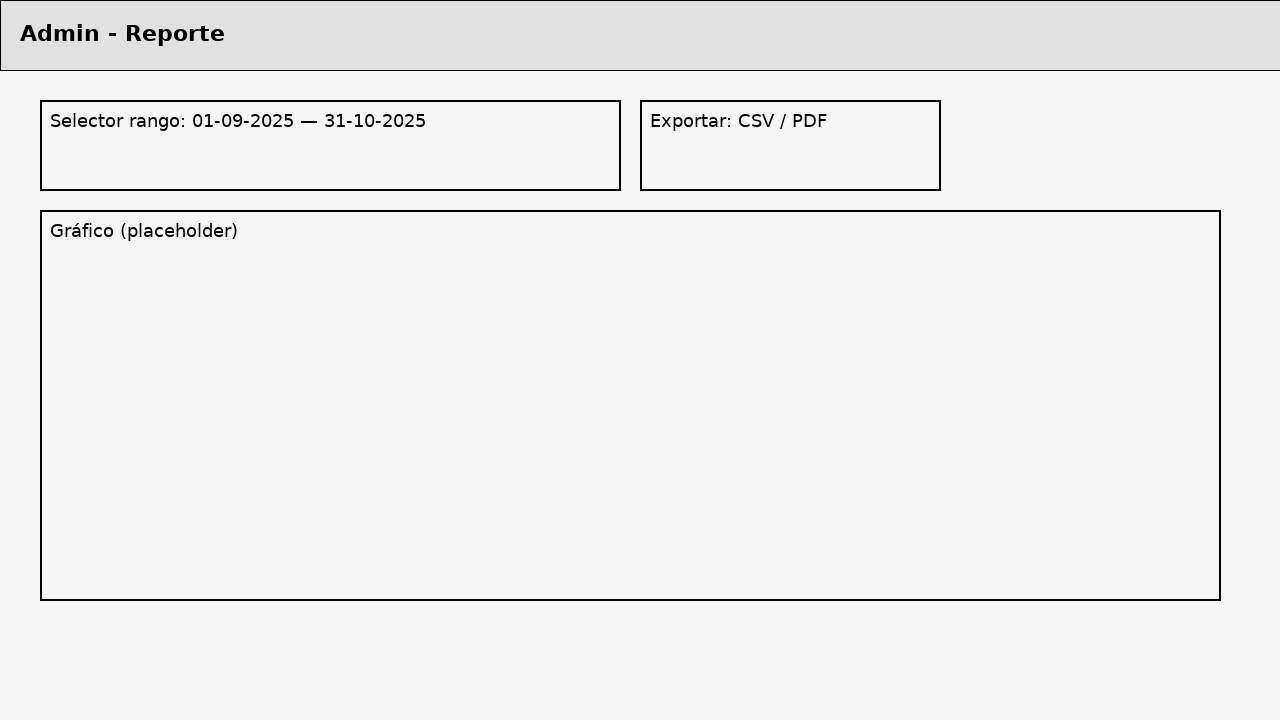 Admin - Reporte
Selector rango: 01-09-2025 — 31-10-2025
Exportar: CSV / PDF
Gráfico (placeholder)